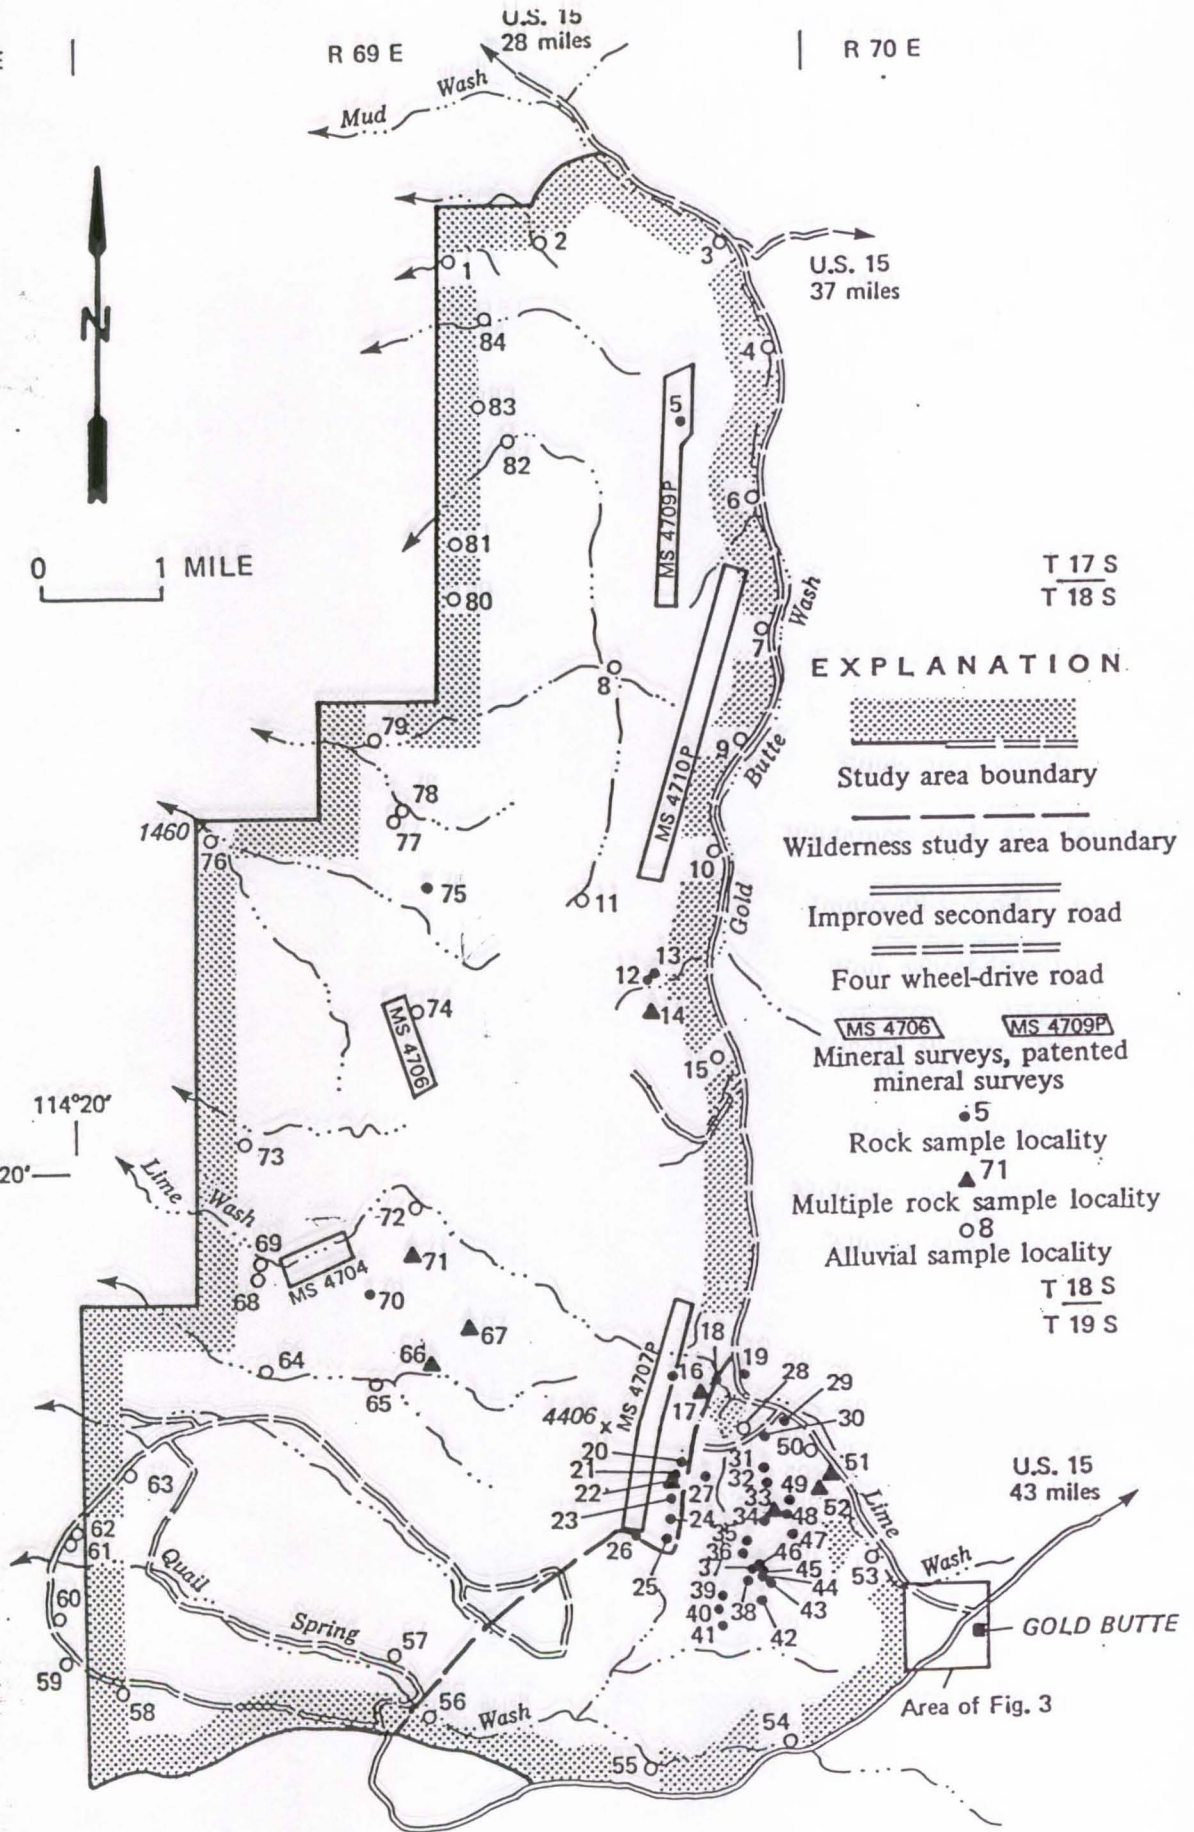 U.S. 15
28 miles
E
R 69 E
R 70 E
Mud Wash
N
U.S. 15
37 miles
0 1 MILE
1
2
3
84
4
83
5
82
MS 4709P
6
81
80
T 17 S
T 18 S
Gold Butte Wash
7
8
79
9
MS 4710P
78
77
1460
76
10
75
11
13
12
14
74
MS 4706
15
EXPLANATION
Study area boundary
Wilderness study area boundary
Improved secondary road
Four wheel-drive road
MS 4706
MS 4709P
Mineral surveys, patented
mineral surveys
5
Rock sample locality
71
Multiple rock sample locality
8
Alluvial sample locality
T 18 S
T 19 S
114°20'
20'
73
Lime Wash
72
69
68
MS 4704
71
70
67
66
64
65
MS 4707P
4406 x
16
17
18
19
28
29
30
50
51
20
21
22
23
24
25
26
27
31
32
33
34
35
36
37
38
39
40
41
42
43
44
45
46
47
48
49
52
53
Lime Wash
U.S. 15
43 miles
63
62
61
60
59
58
57
56
Quail Spring Wash
55
54
GOLD BUTTE
Area of Fig. 3